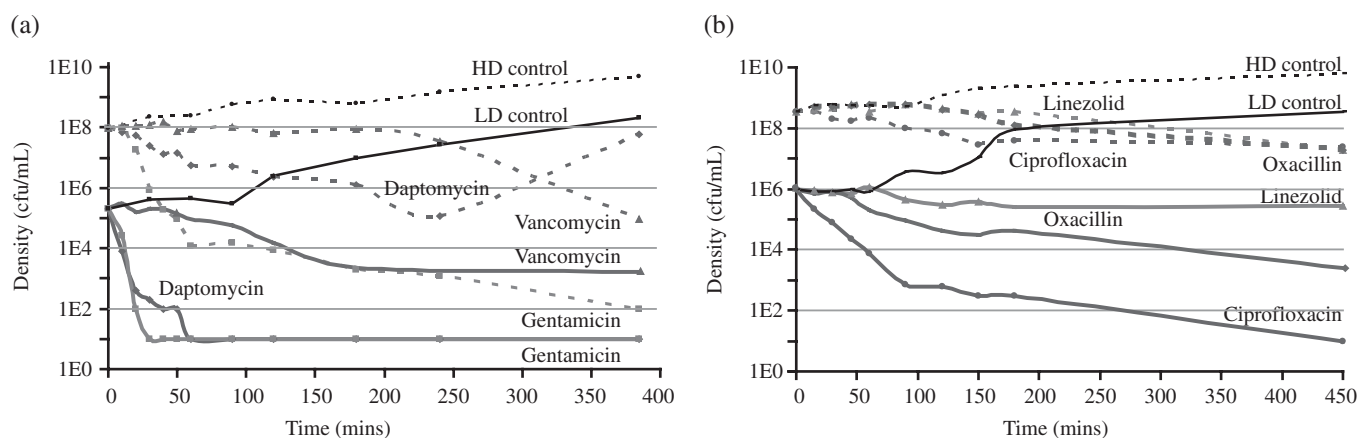 (a)
Density (cfu/mL)
1E10
1E8
1E6
1E4
1E2
1E0
HD control
LD control
Daptomycin
Vancomycin
Vancomycin
Daptomycin
Gentamicin
Gentamicin
0 50 100 150 200 250 300 350 400
Time (mins)
(b)
Density (cfu/mL)
1E10
1E8
1E6
1E4
1E2
1E0
HD control
Linezolid
LD control
Ciprofloxacin
Oxacillin
Linezolid
Oxacillin
Ciprofloxacin
0 50 100 150 200 250 300 350 400 450
Time (mins)